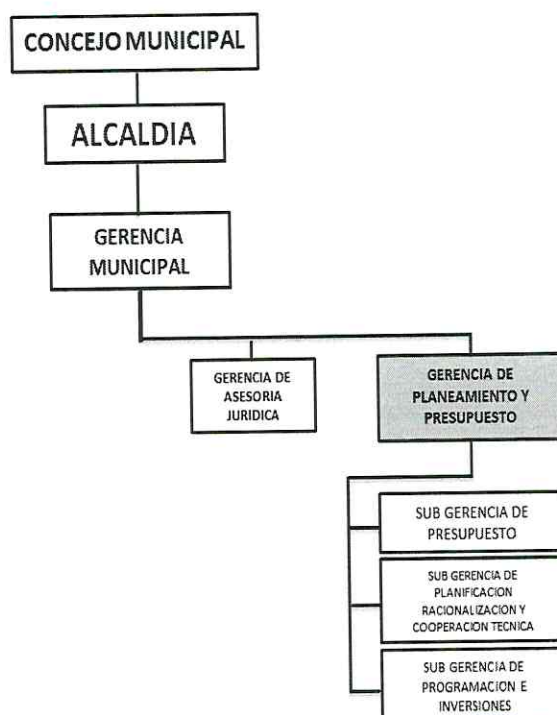 CONCEJO MUNICIPAL
ALCALDIA
GERENCIA
MUNICIPAL
GERENCIA DE
ASESORIA
JURIDICA
GERENCIA DE
PLANEAMIENTO Y
PRESUPUESTO
SUB GERENCIA DE
PRESUPUESTO
SUB GERENCIA DE
PLANIFICACION
RACIONALIZACION Y
COOPERACION TECNICA
SUB GERENCIA DE
PROGRAMACION E
INVERSIONES